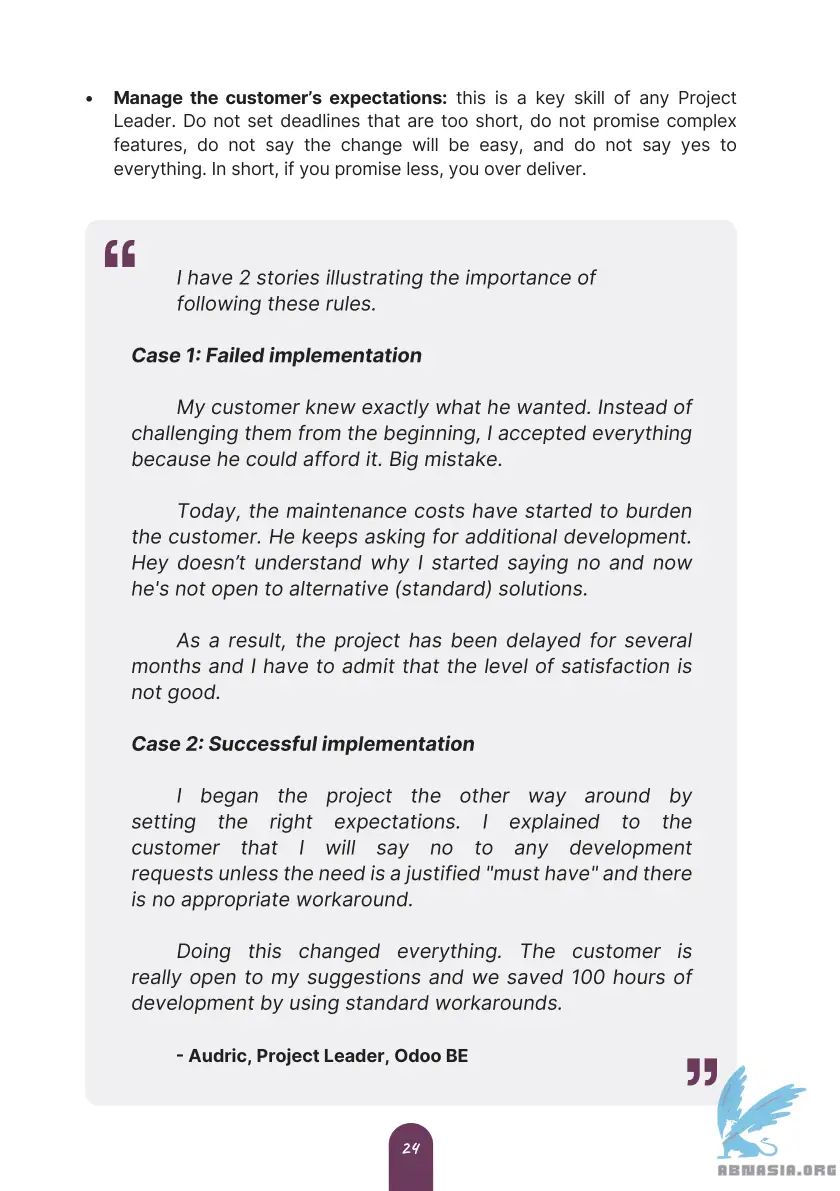 • Manage the customer’s expectations: this is a key skill of any Project
Leader. Do not set deadlines that are too short, do not promise complex
features, do not say the change will be easy, and do not say yes to
everything. In short, if you promise less, you over deliver.
“
I have 2 stories illustrating the importance of
following these rules.
Case 1: Failed implementation
My customer knew exactly what he wanted. Instead of
challenging them from the beginning, I accepted everything
because he could afford it. Big mistake.
Today, the maintenance costs have started to burden
the customer. He keeps asking for additional development.
Hey doesn’t understand why I started saying no and now
he's not open to alternative (standard) solutions.
As a result, the project has been delayed for several
months and I have to admit that the level of satisfaction is
not good.
Case 2: Successful implementation
I began the project the other way around by
setting the right expectations. I explained to the
customer that I will say no to any development
requests unless the need is a justified "must have" and there
is no appropriate workaround.
Doing this changed everything. The customer is
really open to my suggestions and we saved 100 hours of
development by using standard workarounds.
- Audric, Project Leader, Odoo BE
”
24
ABNASIA.ORG